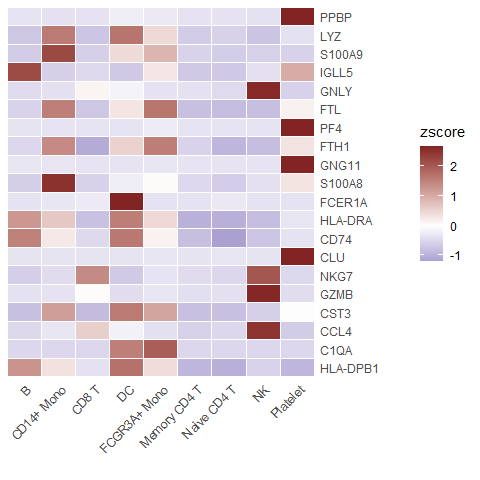 PPBP
LYZ
S100A9
IGLL5
GNLY
FTL
PF4
FTH1
GNG11
S100A8
FCER1A
HLA-DRA
CD74
CLU
NKG7
GZMB
CST3
CCL4
C1QA
HLA-DPB1
zscore
2
1
0
-1
B
CD14+ Mono
CD8 T
DC
FCGR3A+ Mono
Memory CD4 T
Naive CD4 T
NK
Platelet